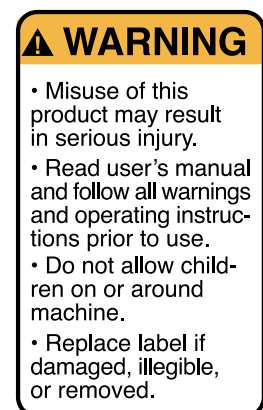 WARNING
• Misuse of this
product may result
in serious injury.
• Read user's manual
and follow all warnings
and operating instruc-
tions prior to use.
• Do not allow child-
ren on or around
machine.
• Replace label if
damaged, illegible,
or removed.